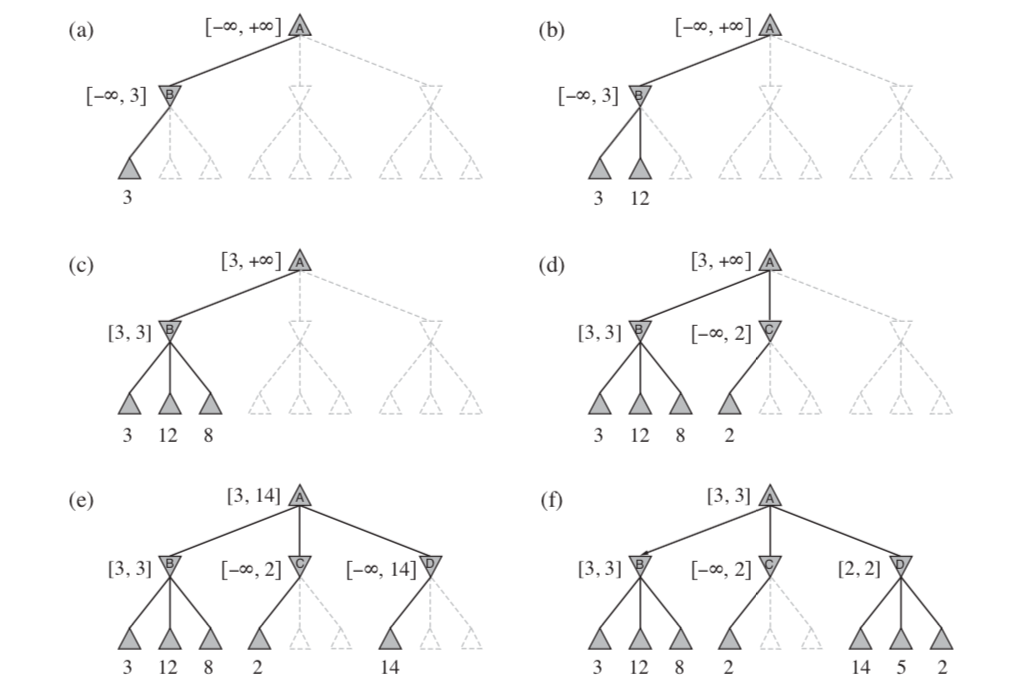 (a) [−∞, +∞] A
[−∞, 3] B
3
(b) [−∞, +∞] A
[−∞, 3] B
3 12
(c) [3, +∞] A
[3, 3] B
3 12 8
(d) [3, +∞] A
[3, 3] B [−∞, 2] C
3 12 8 2
(e) [3, 14] A
[3, 3] B [−∞, 2] C [−∞, 14] D
3 12 8 2 14
(f) [3, 3] A
[3, 3] B [−∞, 2] C [2, 2] D
3 12 8 2 14 5 2